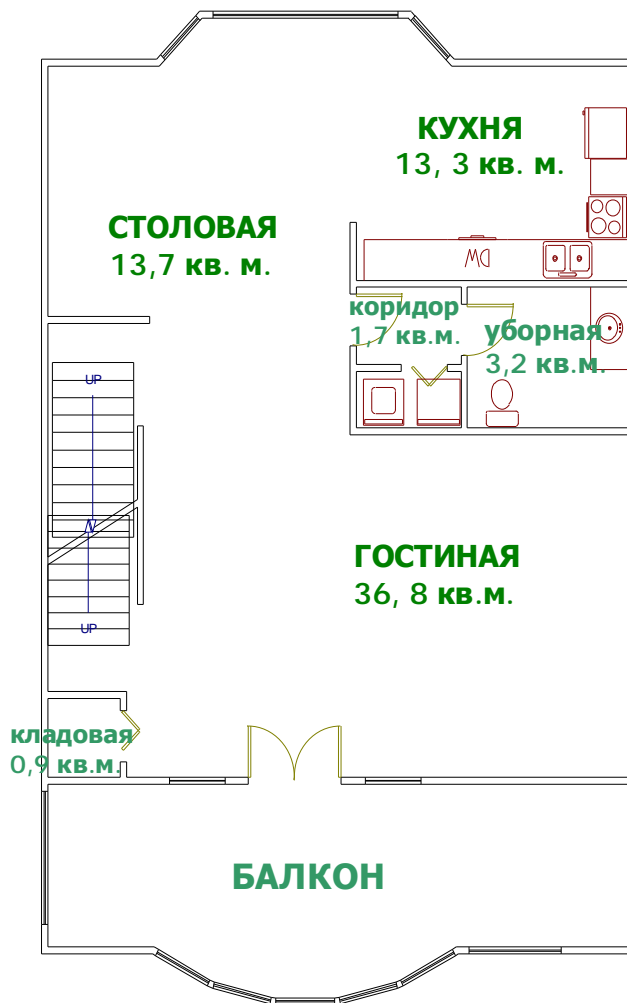 КУХНЯ
13, 3 кв. м.
СТОЛОВАЯ
13,7 кв. м.
DW
коридор
1,7 кв.м.
уборная
3,2 кв.м.
UP
ГОСТИНАЯ
36, 8 кв.м.
UP
кладовая
0,9 кв.м.
БАЛКОН